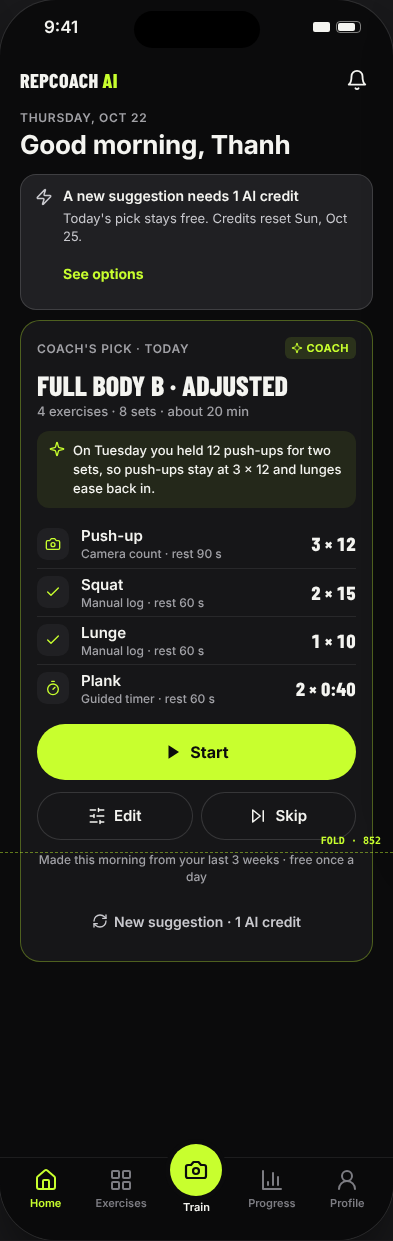 9:41
REPCOACH AI
THURSDAY, OCT 22
Good morning, Thanh
A new suggestion needs 1 AI credit
Today's pick stays free. Credits reset Sun, Oct
25.
See options
COACH'S PICK · TODAY
COACH
FULL BODY B · ADJUSTED
4 exercises · 8 sets · about 20 min
On Tuesday you held 12 push-ups for two
sets, so push-ups stay at 3 × 12 and lunges
ease back in.
Push-up
Camera count · rest 90 s
3 × 12
Squat
Manual log · rest 60 s
2 × 15
Lunge
Manual log · rest 60 s
1 × 10
Plank
Guided timer · rest 60 s
2 × 0:40
Start
Edit
Skip
FOLD · 852
Made this morning from your last 3 weeks · free once a
day
New suggestion · 1 AI credit
Home
Exercises
Train
Progress
Profile